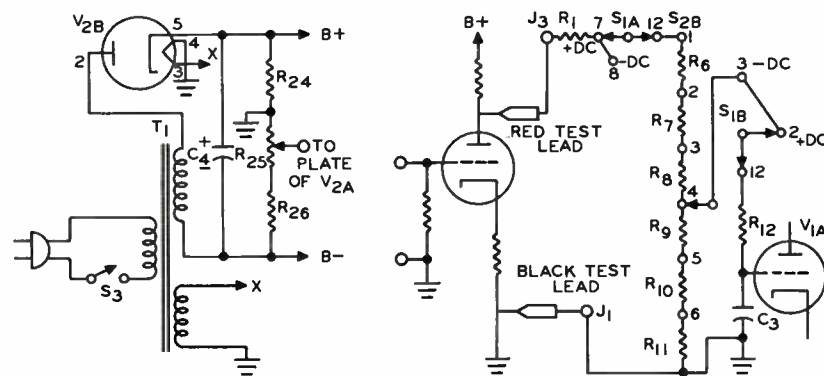 V2B
5
4
3
2
X
B+
R24
T1
C4
+
R25
TO
PLATE
OF V2A
R26
B-
S3
X
B+
J3
R1
+DC
7
S1A
12
S2B
1
8
-DC
R6
2
R7
3
R8
4
R9
5
R10
6
R11
RED TEST
LEAD
BLACK TEST
LEAD
J1
3 -DC
S1B
2 +DC
12
R12
V1A
C3